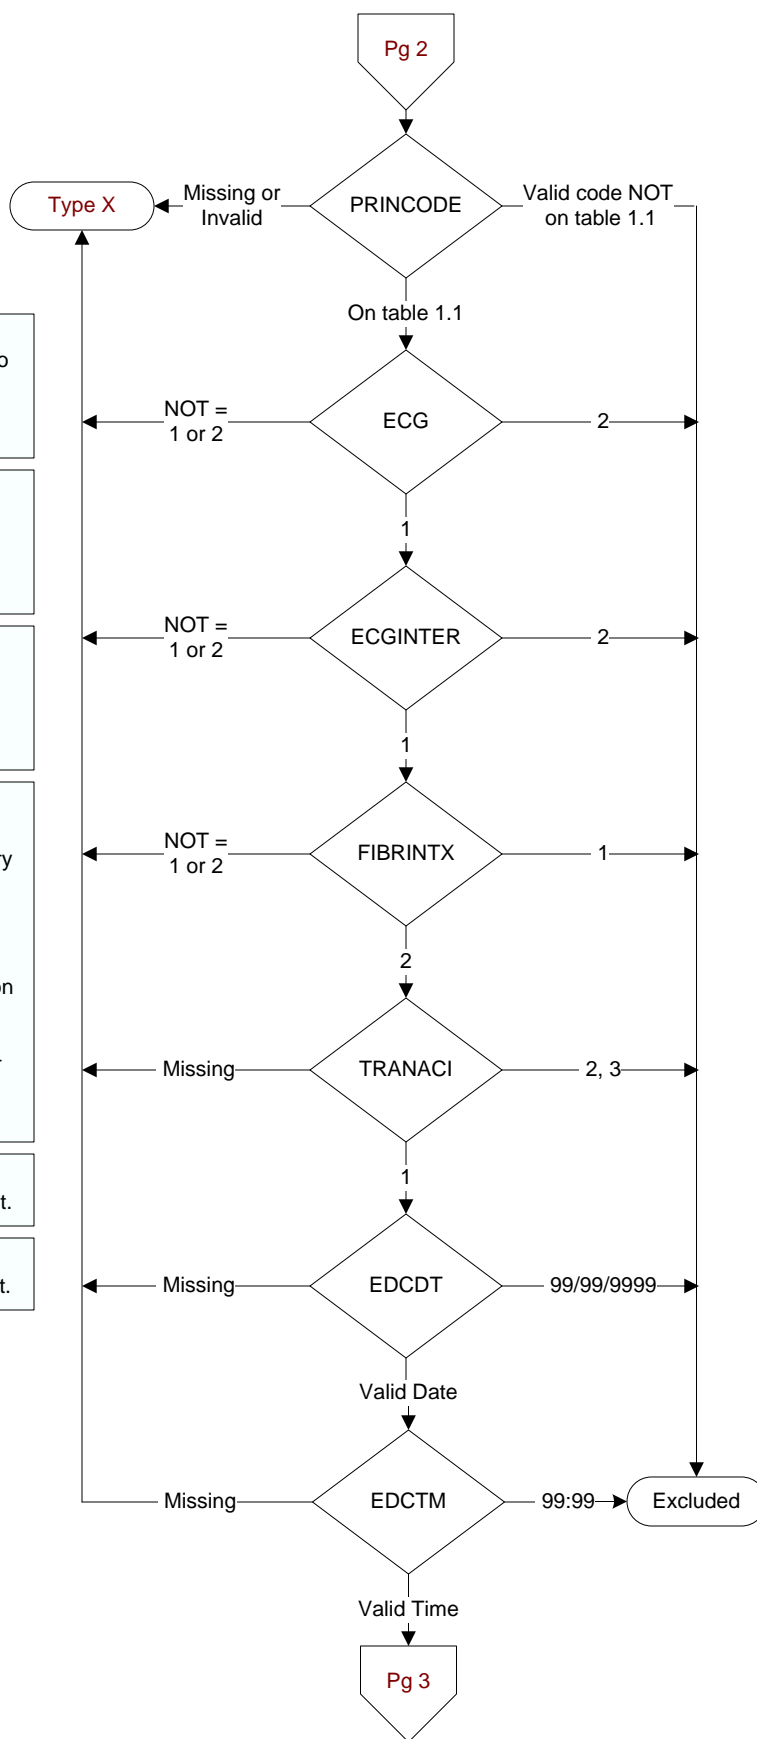 Pg 2
Type X
Missing or
Invalid
PRINCODE
Valid code NOT
on table 1.1
On table 1.1
NOT =
1 or 2
ECG
2
1
NOT =
1 or 2
ECGINTER
2
1
NOT =
1 or 2
FIBRINTX
1
2
Missing
TRANACI
2, 3
1
Missing
EDCDT
99/99/9999
Valid Date
Missing
EDCTM
99:99
Excluded
Valid Time
Pg 3